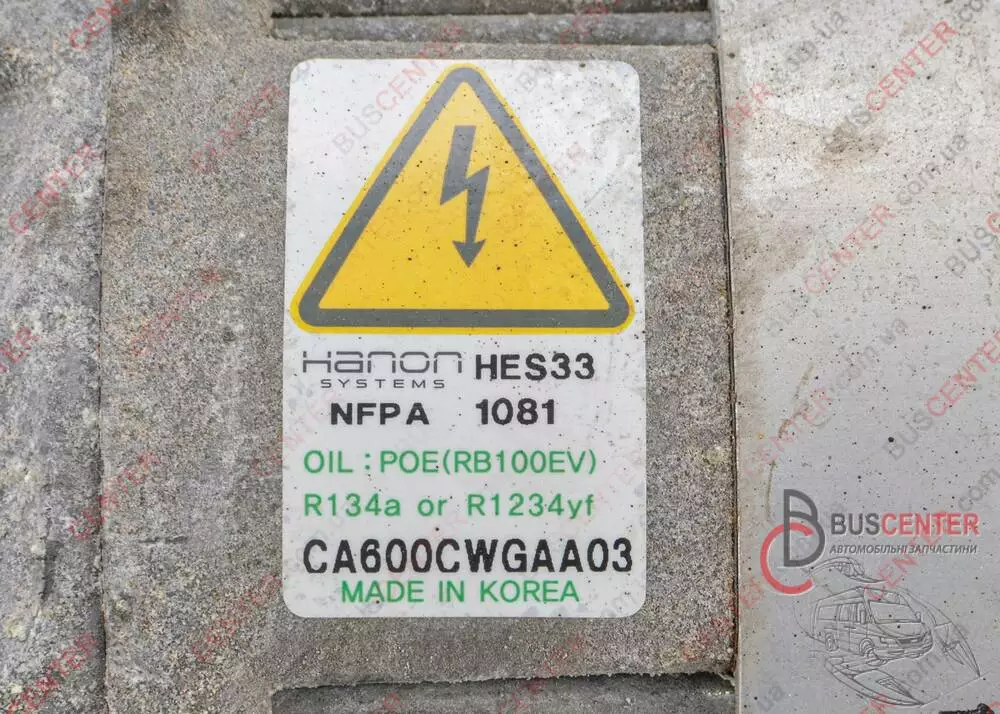 Hanon HES33
SYSTEMS
NFPA 1081
OIL : POE(RB100EV)
R134a or R1234yf
CA600CWGAA03
MADE IN KOREA
BUSCENTER
АВТОМОБІЛЬНІ ЗАПЧАСТИНИ